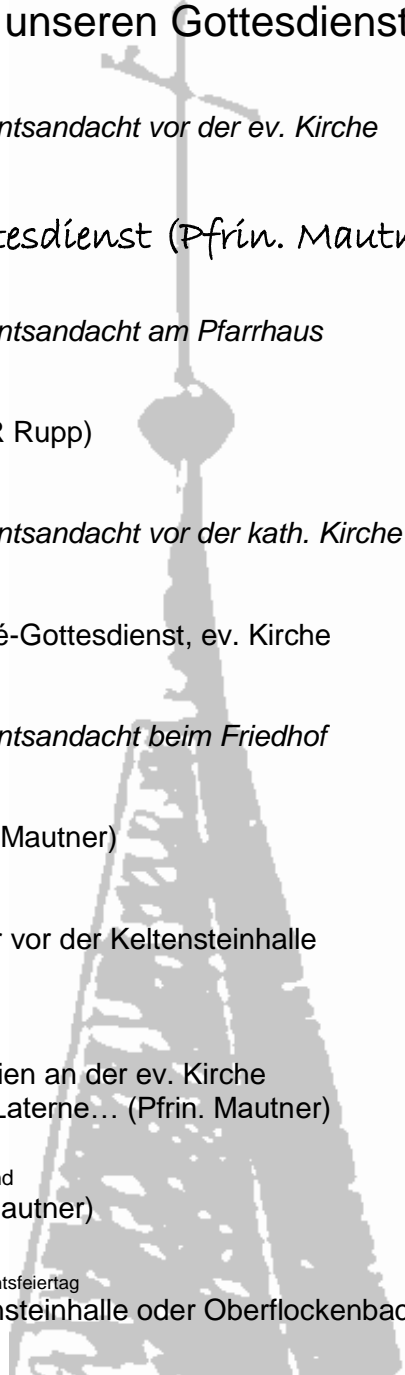 unseren Gottesdienst
ntsandacht vor der ev. Kirche
tesdienst (Pfrin. Mautn
ntsandacht am Pfarrhaus
R Rupp)
ntsandacht vor der kath. Kirche
é-Gottesdienst, ev. Kirche
ntsandacht beim Friedhof
Mautner)
r vor der Keltensteinhalle
ien an der ev. Kirche
Laterne… (Pfrin. Mautner)
nd
autner)
ntsfeiertag
nsteinhalle oder Oberflockenbac